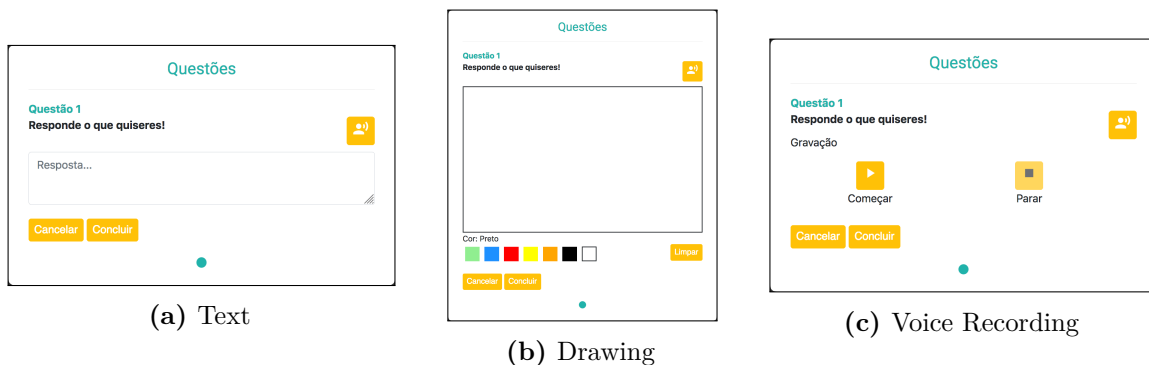 Questões
Questão 1
Responde o que quiseres!
Resposta...
Cancelar Concluir
(a) Text
Questões
Questão 1
Responde o que quiseres!
Cor: Preto
Limpar
Cancelar Concluir
(b) Drawing
Questões
Questão 1
Responde o que quiseres!
Gravação
Começar Parar
Cancelar Concluir
(c) Voice Recording